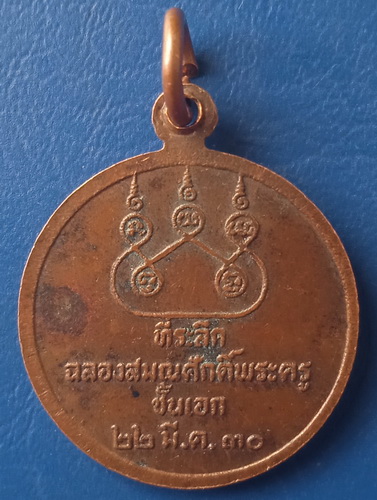 ที่ระลึก
ฉลองสมณศักดิ์พระครู
ชั้นเอก
๒๒ มี.ค. ๓๐